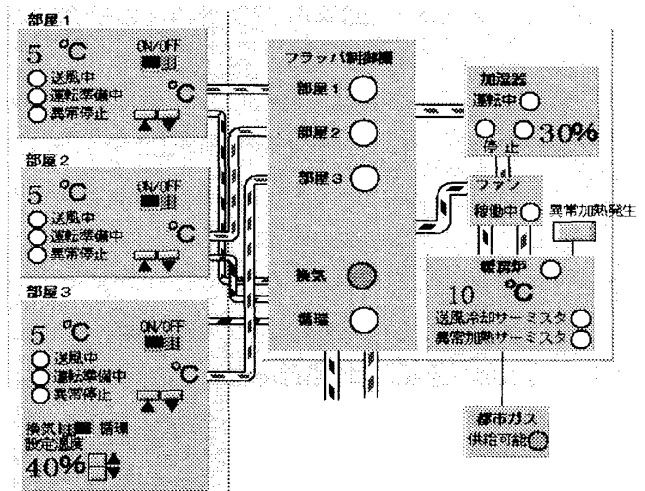 部屋1
5 ℃
ON/OFF
送風中
運転準備中
異常停止
℃
部屋2
5 ℃
ON/OFF
送風中
運転準備中
異常停止
℃
部屋3
5 ℃
ON/OFF
送風中
運転準備中
異常停止
℃
換気 循環
設定温度
40%
フラッパ制御機
部屋1
部屋2
部屋3
換気
循環
加湿器
運転中
停止
30%
ファン
稼働中
異常加熱発生
暖房炉
10 ℃
送風冷却サーミスタ
異常加熱サーミスタ
都市ガス
供給可能